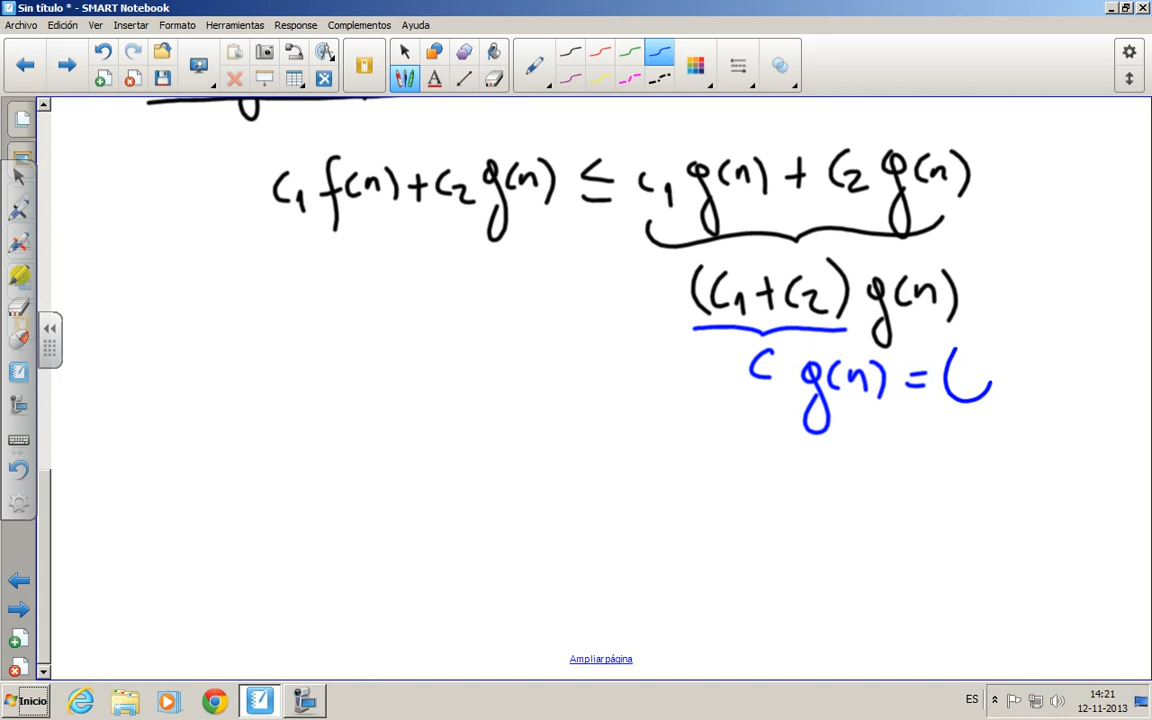 Sin título * - SMART Notebook
Archivo Edición Ver Insertar Formato Herramientas Response Complementos Ayuda
c₁ f(n) + c₂ g(n) ≤ c₁ g(n) + c₂ g(n)
(c₁ + c₂) g(n)
c g(n) =
Ampliar página
Inicio
ES
14:21
12-11-2013